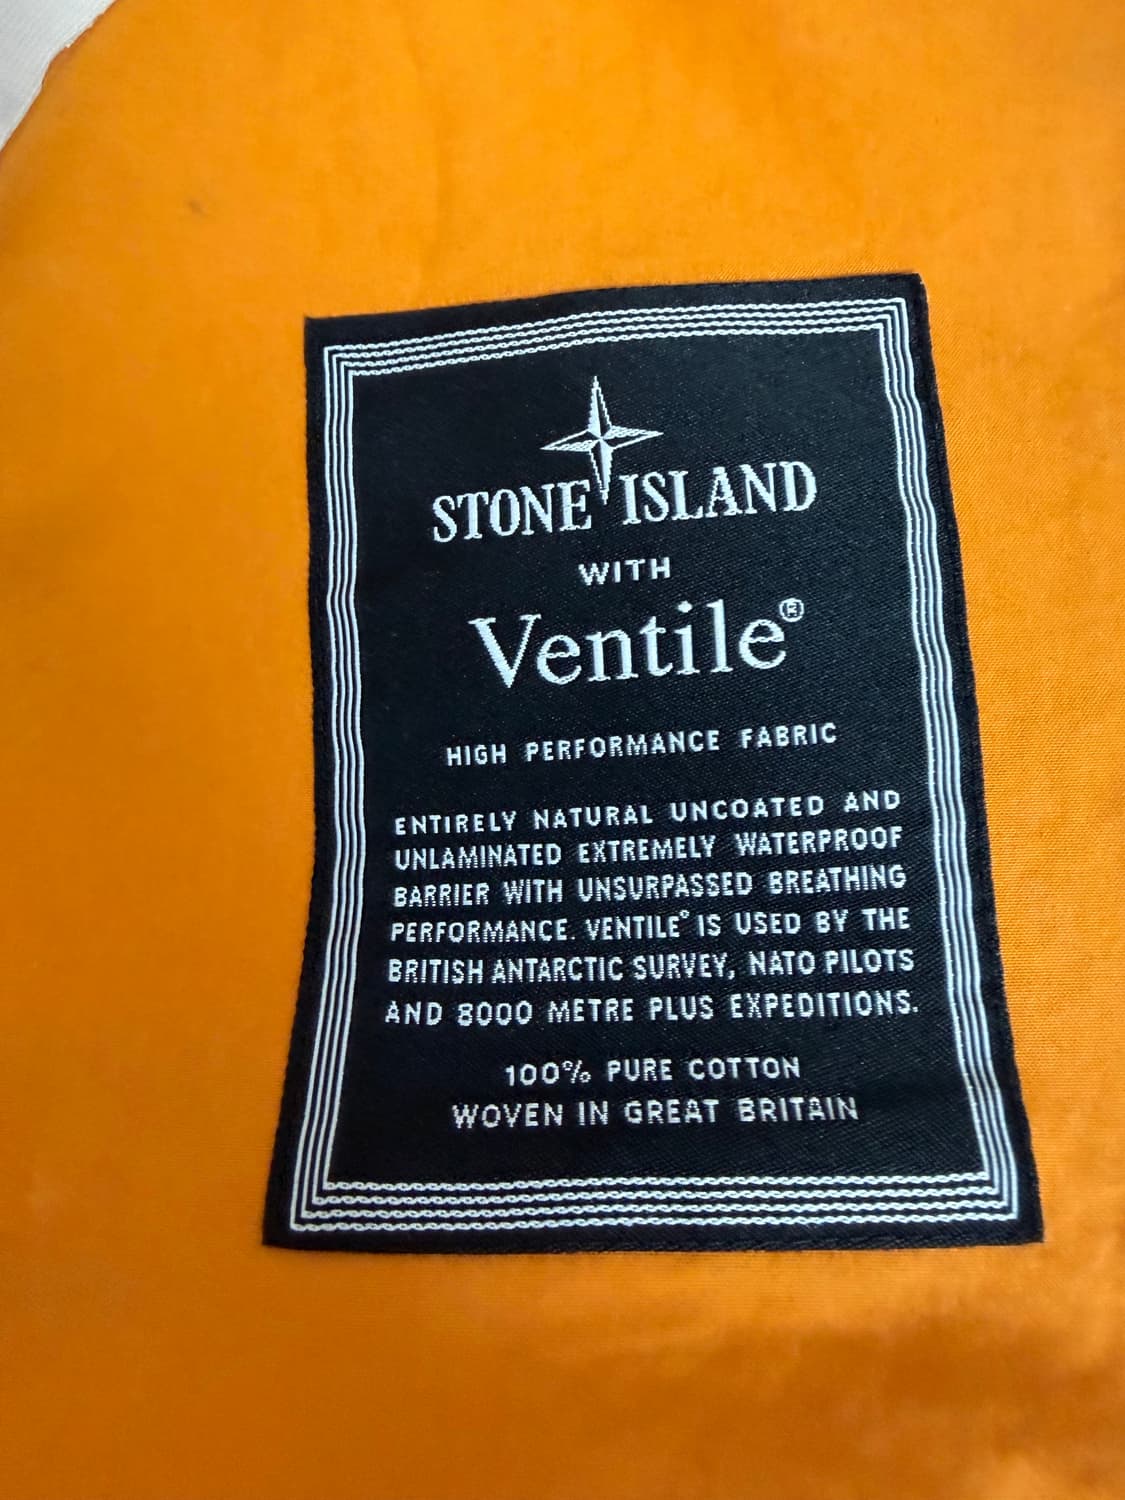 STONE ISLAND
WITH
Ventile®
HIGH PERFORMANCE FABRIC
ENTIRELY NATURAL UNCOATED AND
UNLAMINATED EXTREMELY WATERPROOF
BARRIER WITH UNSURPASSED BREATHING
PERFORMANCE. VENTILE® IS USED BY THE
BRITISH ANTARCTIC SURVEY, NATO PILOTS
AND 8000 METRE PLUS EXPEDITIONS.
100% PURE COTTON
WOVEN IN GREAT BRITAIN